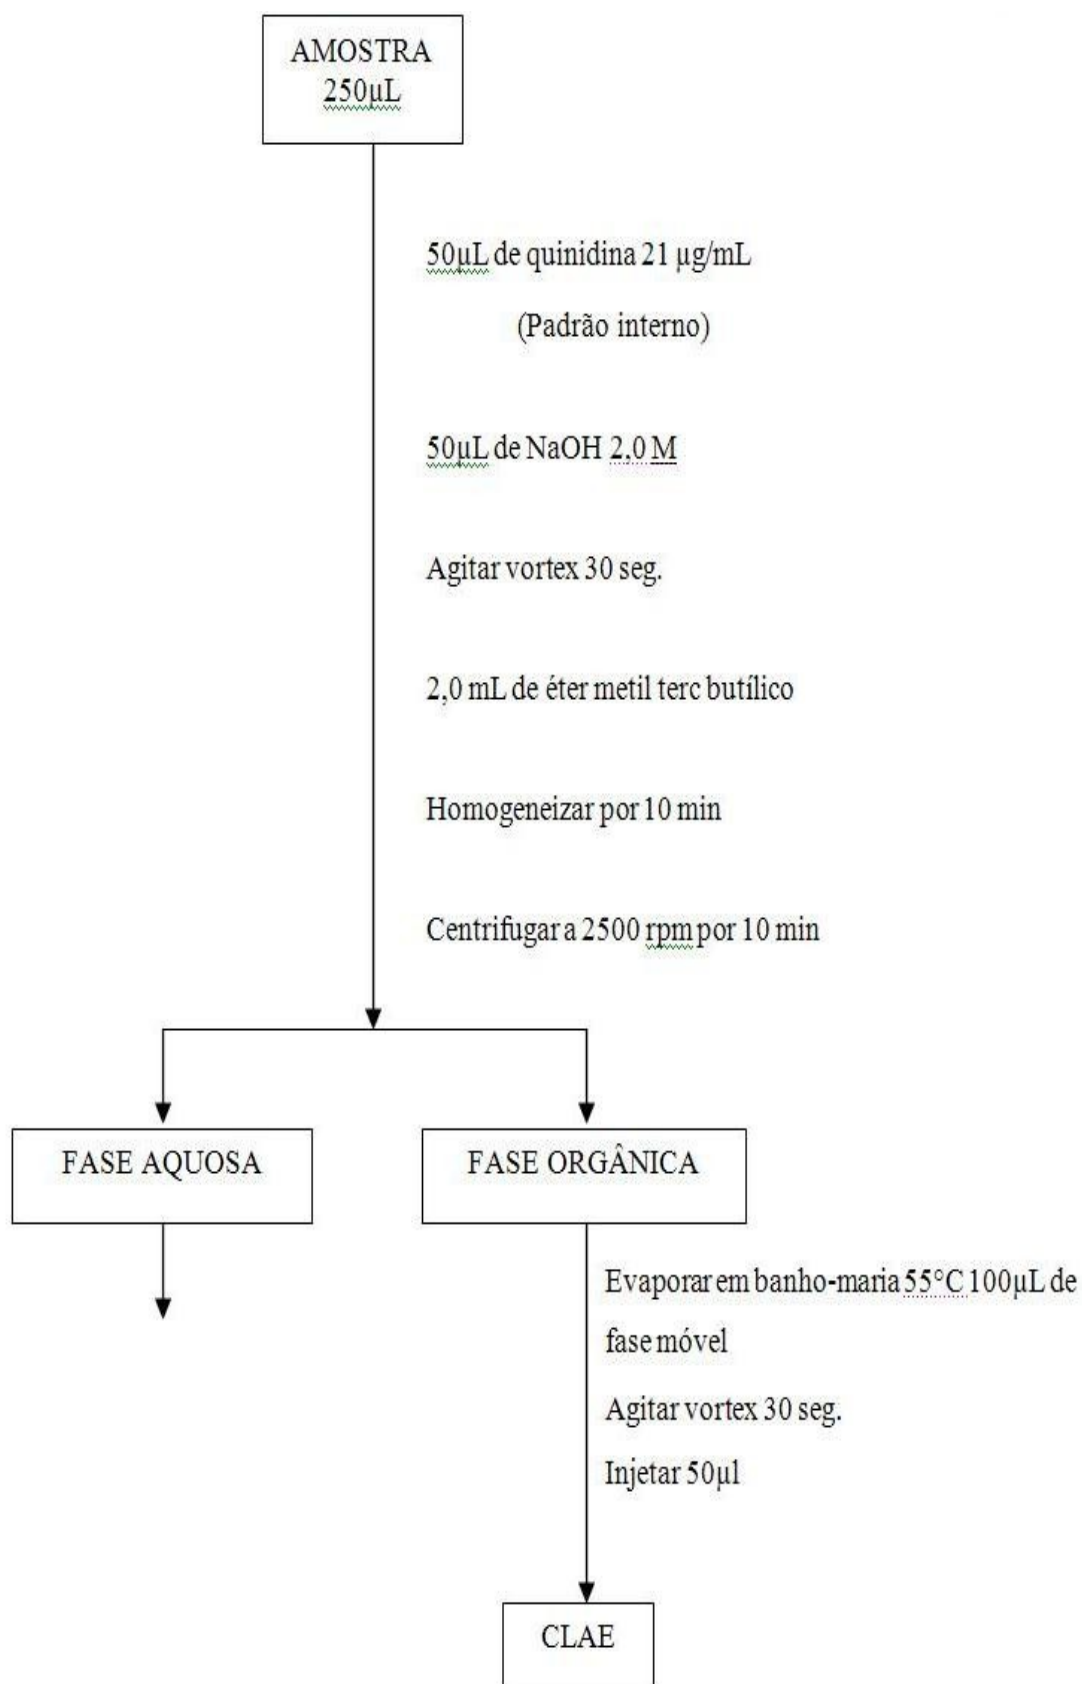 AMOSTRA
250µL
50µL de quinidina 21 µg/mL
(Padrão interno)
50µL de NaOH 2,0 M
Agitar vortex 30 seg.
2,0 mL de éter metil terc butílico
Homogeneizar por 10 min
Centrifugar a 2500 rpm por 10 min
FASE AQUOSA
FASE ORGÂNICA
Evaporar em banho-maria 55°C 100µL de
fase móvel
Agitar vortex 30 seg.
Injetar 50µl
CLAE